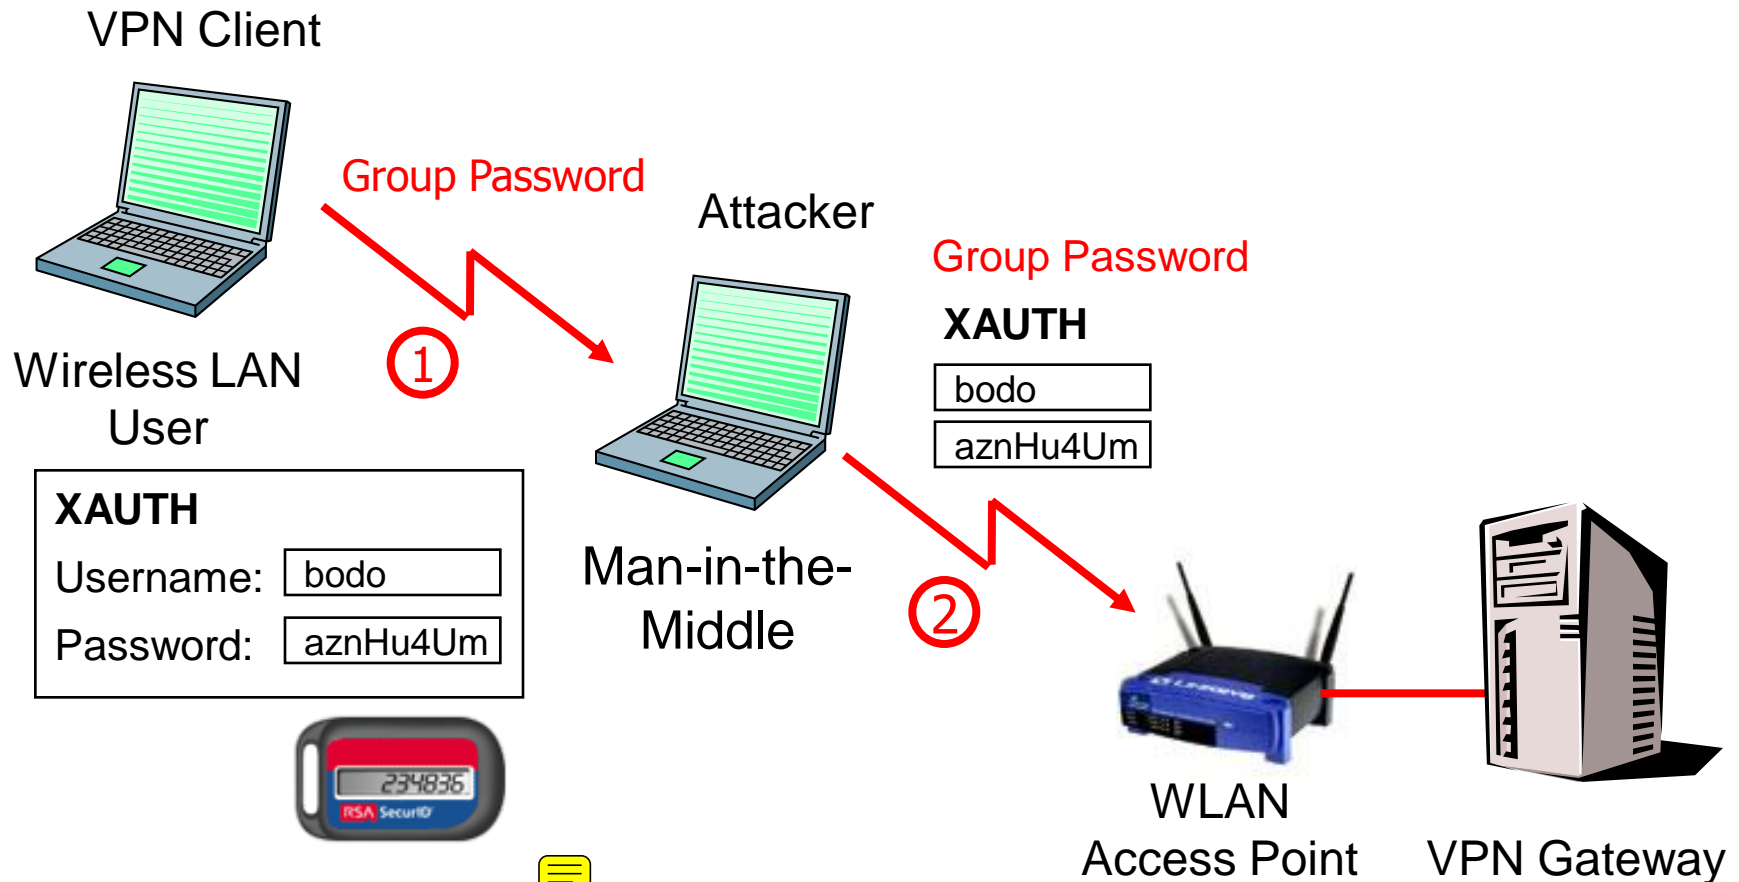 VPN Client
Group Password
Attacker
Group Password
XAUTH
bodo
aznHu4Um
Wireless LAN
User
XAUTH
Username: bodo
Password: aznHu4Um
1
Man-in-the-
Middle
2
234836
RSA SecurID
WLAN
Access Point
VPN Gateway